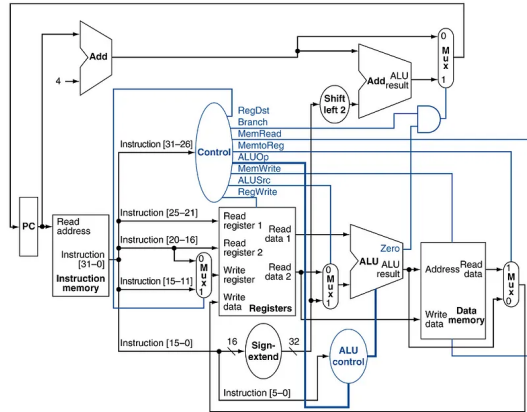 Add
4
0
M
u
x
1
Add
ALU
result
Shift
left 2
RegDst
Branch
MemRead
MemtoReg
ALUOp
MemWrite
ALUSrc
RegWrite
Control
Instruction [31–26]
PC
Read
address
Instruction
[31–0]
Instruction
memory
Instruction [25–21]
Instruction [20–16]
Instruction [15–11]
0
M
u
x
1
Read
register 1
Read
register 2
Write
register
Write
data
Read
data 1
Read
data 2
Registers
0
M
u
x
1
Zero
ALU
ALU
result
Address
Read
data
Write
data
Data
memory
1
M
u
x
0
Instruction [15–0]
16
Sign-
extend
32
ALU
control
Instruction [5–0]